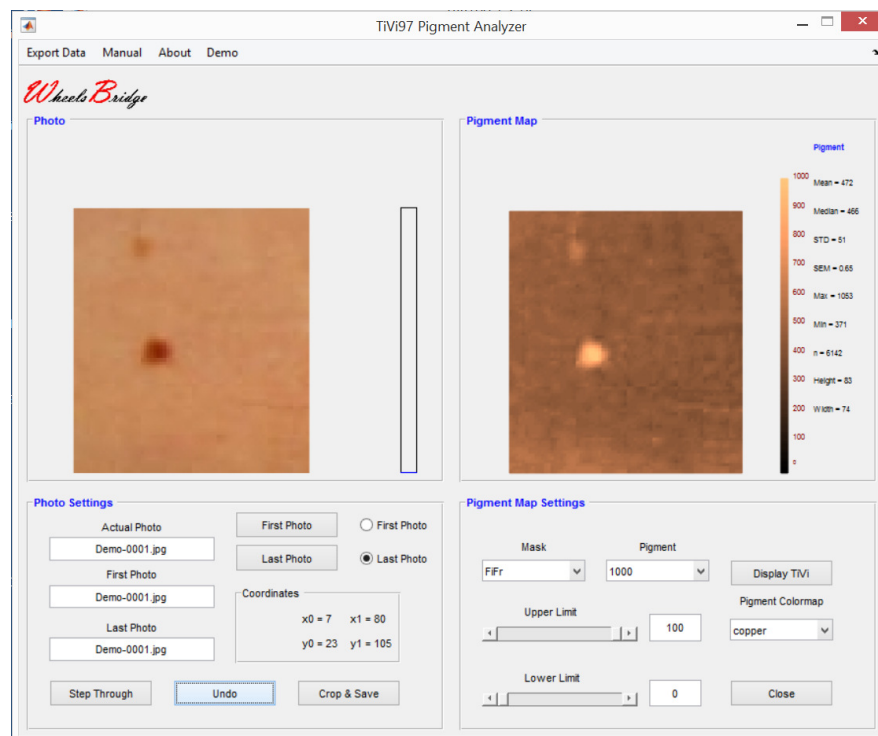 TiVi97 Pigment Analyzer
Export Data Manual About Demo
WheelsBridge
Photo
Pigment Map
Pigment
1000
900
800
700
600
500
400
300
200
100
Mean = 472
Median = 466
STD = 51
SEM = 0.65
Max = 1053
Min = 371
n = 6142
Height = 83
Width = 74
Photo Settings
Actual Photo
Demo-0001.jpg
First Photo
Demo-0001.jpg
Last Photo
Demo-0001.jpg
First Photo
Last Photo
First Photo
Last Photo
Coordinates
x0 = 7 x1 = 80
y0 = 23 y1 = 105
Step Through Undo Crop & Save
Pigment Map Settings
Mask Pigment
FiFr 1000
Display TiVi
Upper Limit
100
Pigment Colormap
copper
Lower Limit
0
Close